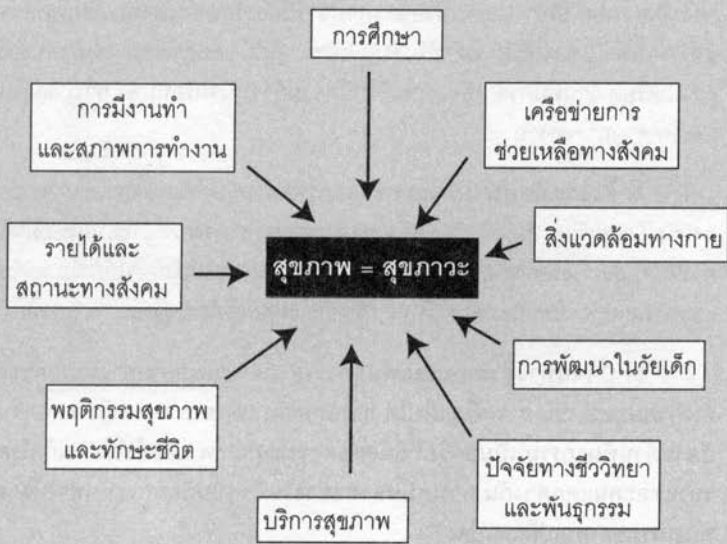 การศึกษา
การมีงานทำ
และสภาพการทำงาน
เครือข่ายการ
ช่วยเหลือทางสังคม
รายได้และ
สถานะทางสังคม
สุขภาพ = สุขภาวะ
สิ่งแวดล้อมทางกาย
การพัฒนาในวัยเด็ก
พฤติกรรมสุขภาพ
และทักษะชีวิต
บริการสุขภาพ
ปัจจัยทางชีววิทยา
และพันธุกรรม